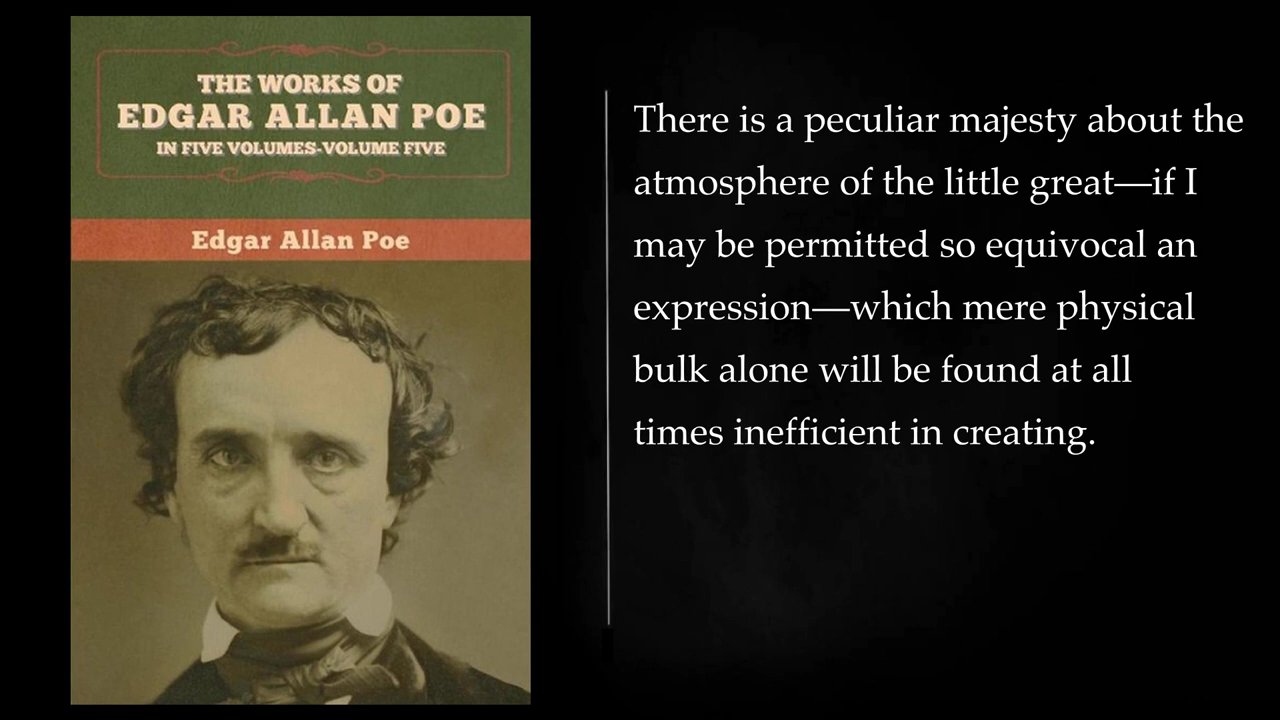 THE WORKS OF
EDGAR ALLAN POE
IN FIVE VOLUMES-VOLUME FIVE
Edgar Allan Poe
There is a peculiar majesty about the
atmosphere of the little great—if I
may be permitted so equivocal an
expression—which mere physical
bulk alone will be found at all
times inefficient in creating.